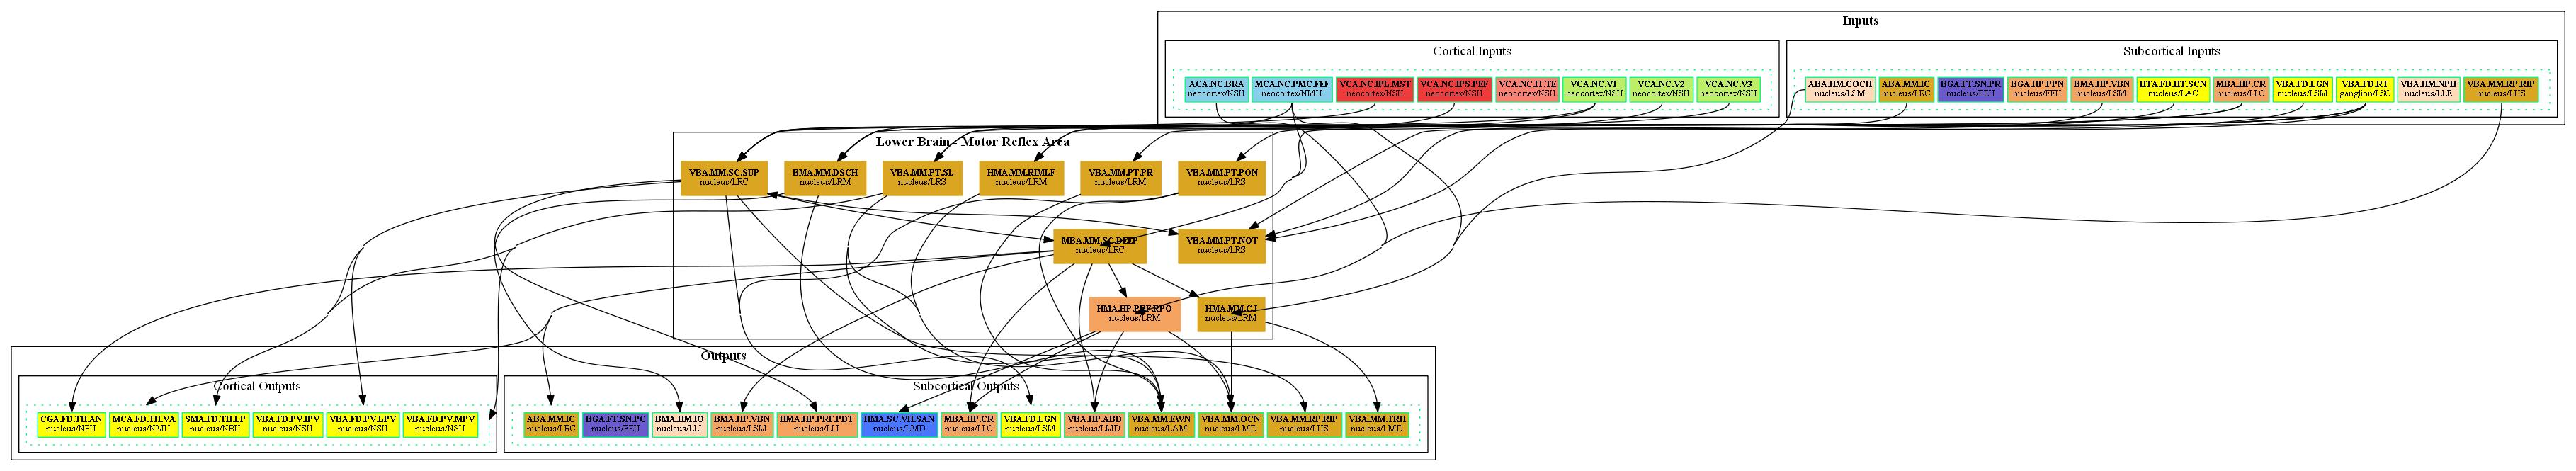 Inputs
Cortical Inputs
Subcortical Inputs
ACA.NC.BRA
neocortex/NSU
MCA.NC.PMC.FEF
neocortex/NMU
VCA.NC.IPL.MST
neocortex/NSU
VCA.NC.IPS.PEF
neocortex/NSU
VCA.NC.IT.TE
neocortex/NSU
VCA.NC.V1
neocortex/NSU
VCA.NC.V2
neocortex/NSU
VCA.NC.V3
neocortex/NSU
ABA.HM.COCH
nucleus/LSM
ABA.MM.IC
nucleus/LRC
BGA.FT.SN.PR
nucleus/FEU
BGA.HP.PPN
nucleus/FEU
BMA.HP.VBN
nucleus/LSM
HTA.FD.HT.SCN
nucleus/LAC
MBA.HP.CR
nucleus/LLC
VBA.FD.LGN
nucleus/LSM
VBA.FD.RT
ganglion/LSC
VBA.HM.NPH
nucleus/LLE
VBA.MM.RP.RIP
nucleus/LUS
Lower Brain - Motor Reflex Area
VBA.MM.SC.SUP
nucleus/LRC
BMA.MM.DSCH
nucleus/LRM
VBA.MM.PT.SL
nucleus/LRS
HMA.MM.RIMLF
nucleus/LRM
VBA.MM.PT.PR
nucleus/LRM
VBA.MM.PT.PON
nucleus/LRS
MBA.MM.SC.DEEP
nucleus/LRC
VBA.MM.PT.NOT
nucleus/LRS
HMA.HP.PRF.RPO
nucleus/LRM
HMA.MM.CJ
nucleus/LRM
Outputs
Cortical Outputs
Subcortical Outputs
CGA.FD.TH.AN
nucleus/NPU
MCA.FD.TH.VA
nucleus/NMU
SMA.FD.TH.LP
nucleus/NBU
VBA.FD.PV.IPV
nucleus/NSU
VBA.FD.PV.LPV
nucleus/NSU
VBA.FD.PV.MPV
nucleus/NSU
ABA.MM.IC
nucleus/LRC
BGA.FT.SN.PC
nucleus/FEU
BMA.HM.IO
nucleus/LLI
BMA.HP.VBN
nucleus/LSM
HMA.HP.PRF.PDT
nucleus/LLI
HMA.SC.VH.SAN
nucleus/LMD
MBA.HP.CR
nucleus/LLC
VBA.FD.LGN
nucleus/LSM
VBA.HP.ABD
nucleus/LMD
VBA.MM.EWN
nucleus/LAM
VBA.MM.OCN
nucleus/LMD
VBA.MM.RP.RIP
nucleus/LUS
VBA.MM.TRH
nucleus/LMD